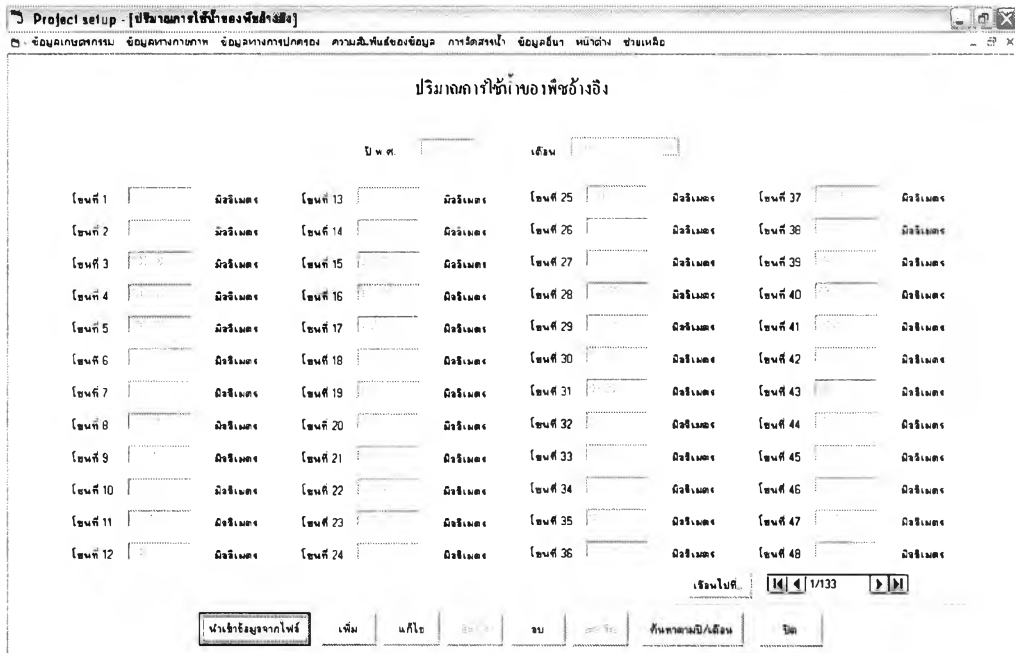 Project setup - [ปริมาณการใช้น้ำของพืชอ้างอิง]
ข้อมูลเกษตรกรรม ข้อมูลทางกายภาพ ข้อมูลทางการปกครอง ความสัมพันธ์ของข้อมูล การจัดสรรน้ำ ข้อมูลอื่นๆ หน้าต่าง ช่วยเหลือ
ปริมาณการใช้น้ำของพืชอ้างอิง
ปี พ.ศ. เดือน
โซนที่ 1 มิลลิเมตร โซนที่ 13 มิลลิเมตร โซนที่ 25 มิลลิเมตร โซนที่ 37 มิลลิเมตร
โซนที่ 2 มิลลิเมตร โซนที่ 14 มิลลิเมตร โซนที่ 26 มิลลิเมตร โซนที่ 38 มิลลิเมตร
โซนที่ 3 มิลลิเมตร โซนที่ 15 มิลลิเมตร โซนที่ 27 มิลลิเมตร โซนที่ 39 มิลลิเมตร
โซนที่ 4 มิลลิเมตร โซนที่ 16 มิลลิเมตร โซนที่ 28 มิลลิเมตร โซนที่ 40 มิลลิเมตร
โซนที่ 5 มิลลิเมตร โซนที่ 17 มิลลิเมตร โซนที่ 29 มิลลิเมตร โซนที่ 41 มิลลิเมตร
โซนที่ 6 มิลลิเมตร โซนที่ 18 มิลลิเมตร โซนที่ 30 มิลลิเมตร โซนที่ 42 มิลลิเมตร
โซนที่ 7 มิลลิเมตร โซนที่ 19 มิลลิเมตร โซนที่ 31 มิลลิเมตร โซนที่ 43 มิลลิเมตร
โซนที่ 8 มิลลิเมตร โซนที่ 20 มิลลิเมตร โซนที่ 32 มิลลิเมตร โซนที่ 44 มิลลิเมตร
โซนที่ 9 มิลลิเมตร โซนที่ 21 มิลลิเมตร โซนที่ 33 มิลลิเมตร โซนที่ 45 มิลลิเมตร
โซนที่ 10 มิลลิเมตร โซนที่ 22 มิลลิเมตร โซนที่ 34 มิลลิเมตร โซนที่ 46 มิลลิเมตร
โซนที่ 11 มิลลิเมตร โซนที่ 23 มิลลิเมตร โซนที่ 35 มิลลิเมตร โซนที่ 47 มิลลิเมตร
โซนที่ 12 มิลลิเมตร โซนที่ 24 มิลลิเมตร โซนที่ 36 มิลลิเมตร โซนที่ 48 มิลลิเมตร
เลื่อนไปที่... 1/133
นำเข้าข้อมูลจากไฟล์ เพิ่ม แก้ไข ลบ ค้นหาตามปี/เดือน ปิด